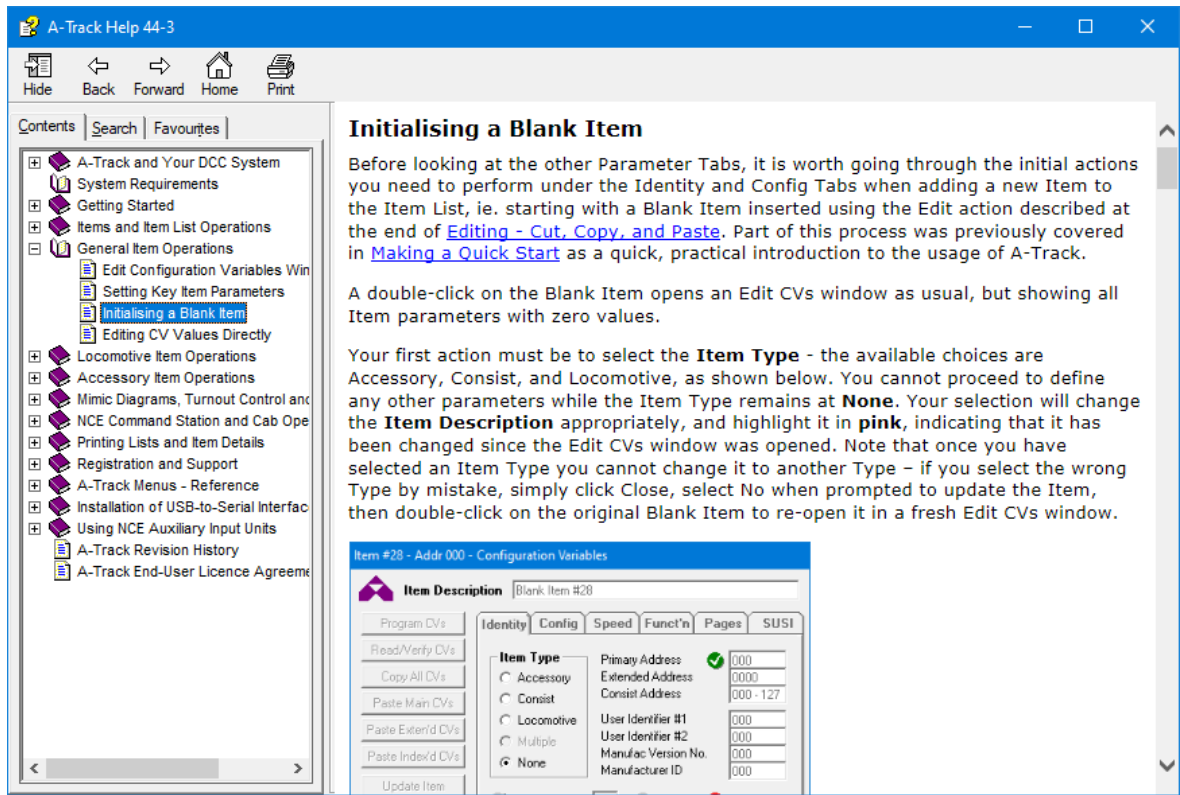 A-Track Help 44-3
Hide Back Forward Home Print
Contents Search Favourites
A-Track and Your DCC System
System Requirements
Getting Started
Items and Item List Operations
General Item Operations
Edit Configuration Variables Win
Setting Key Item Parameters
Initialising a Blank Item
Editing CV Values Directly
Locomotive Item Operations
Accessory Item Operations
Mimic Diagrams, Turnout Control and
NCE Command Station and Cab Ope
Printing Lists and Item Details
Registration and Support
A-Track Menus - Reference
Installation of USB-to-Serial Interfac
Using NCE Auxiliary Input Units
A-Track Revision History
A-Track End-User Licence Agreeme
Initialising a Blank Item
Before looking at the other Parameter Tabs, it is worth going through the initial actions
you need to perform under the Identity and Config Tabs when adding a new Item to
the Item List, ie. starting with a Blank Item inserted using the Edit action described at
the end of Editing - Cut, Copy, and Paste. Part of this process was previously covered
in Making a Quick Start as a quick, practical introduction to the usage of A-Track.
A double-click on the Blank Item opens an Edit CVs window as usual, but showing all
Item parameters with zero values.
Your first action must be to select the Item Type - the available choices are
Accessory, Consist, and Locomotive, as shown below. You cannot proceed to define
any other parameters while the Item Type remains at None. Your selection will change
the Item Description appropriately, and highlight it in pink, indicating that it has
been changed since the Edit CVs window was opened. Note that once you have
selected an Item Type you cannot change it to another Type – if you select the wrong
Type by mistake, simply click Close, select No when prompted to update the Item,
then double-click on the original Blank Item to re-open it in a fresh Edit CVs window.
Item #28 - Addr 000 - Configuration Variables
Item Description Blank Item #28
Program CVs
Read/Verify CVs
Copy All CVs
Paste Main CVs
Paste Exten'd CVs
Paste Index'd CVs
Update Item
Identity Config Speed Funct'n Pages SUSI
Item Type
Accessory
Consist
Locomotive
Multiple
None
Primary Address 000
Extended Address 0000
Consist Address 000 - 127
User Identifier #1 000
User Identifier #2 000
Manufac Version No. 000
Manufacturer ID 000